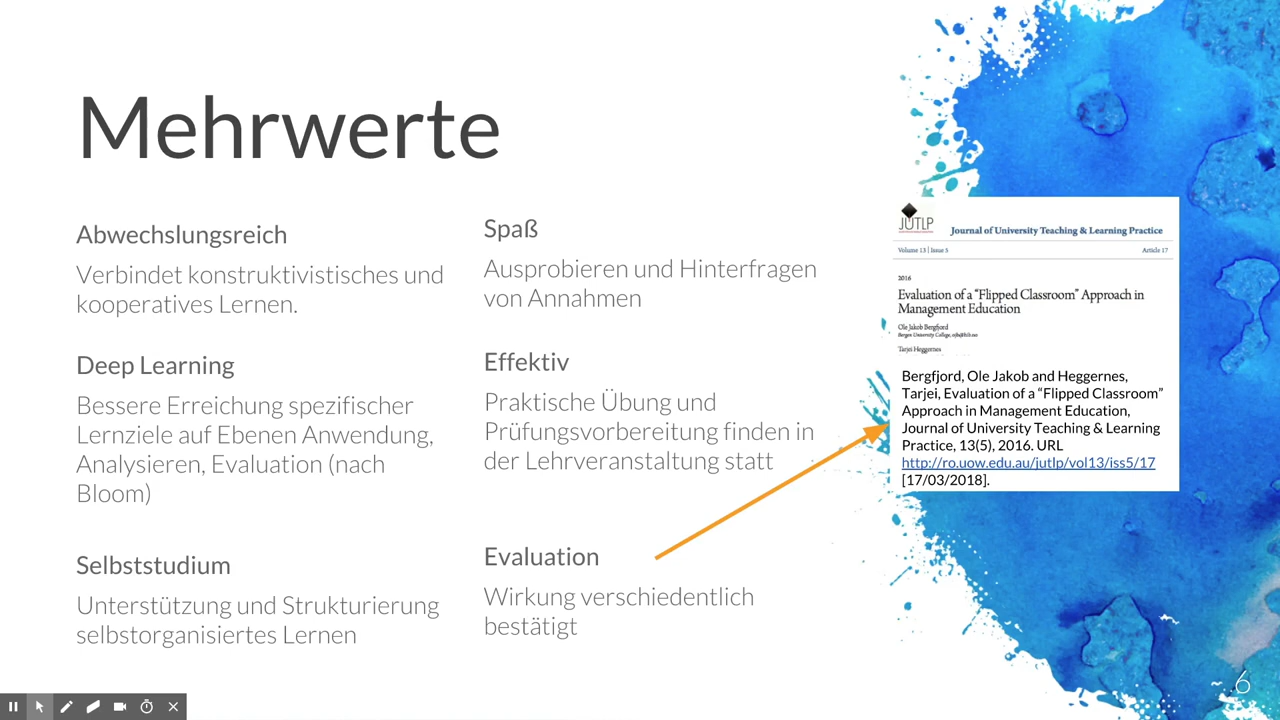 Mehrwerte
Abwechslungsreich
Verbindet konstruktivistisches und
kooperatives Lernen.
Deep Learning
Bessere Erreichung spezifischer
Lernziele auf Ebenen Anwendung,
Analysieren, Evaluation (nach
Bloom)
Selbststudium
Unterstützung und Strukturierung
selbstorganisiertes Lernen
Spaß
Ausprobieren und Hinterfragen
von Annahmen
Effektiv
Praktische Übung und
Prüfungsvorbereitung finden in
der Lehrveranstaltung statt
Evaluation
Wirkung verschiedentlich
bestätigt
JUTLP
Journal of University Teaching & Learning Practice
Volume 13 | Issue 5 Article 17
2016
Evaluation of a "Flipped Classroom" Approach in
Management Education
Ole Jakob Bergfjord
Bergen University College,
Tarjei Heggernes
Bergfjord, Ole Jakob and Heggernes,
Tarjei, Evaluation of a “Flipped Classroom”
Approach in Management Education,
Journal of University Teaching & Learning
Practice, 13(5), 2016. URL
http://ro.uow.edu.au/jutlp/vol13/iss5/17
[17/03/2018].
6